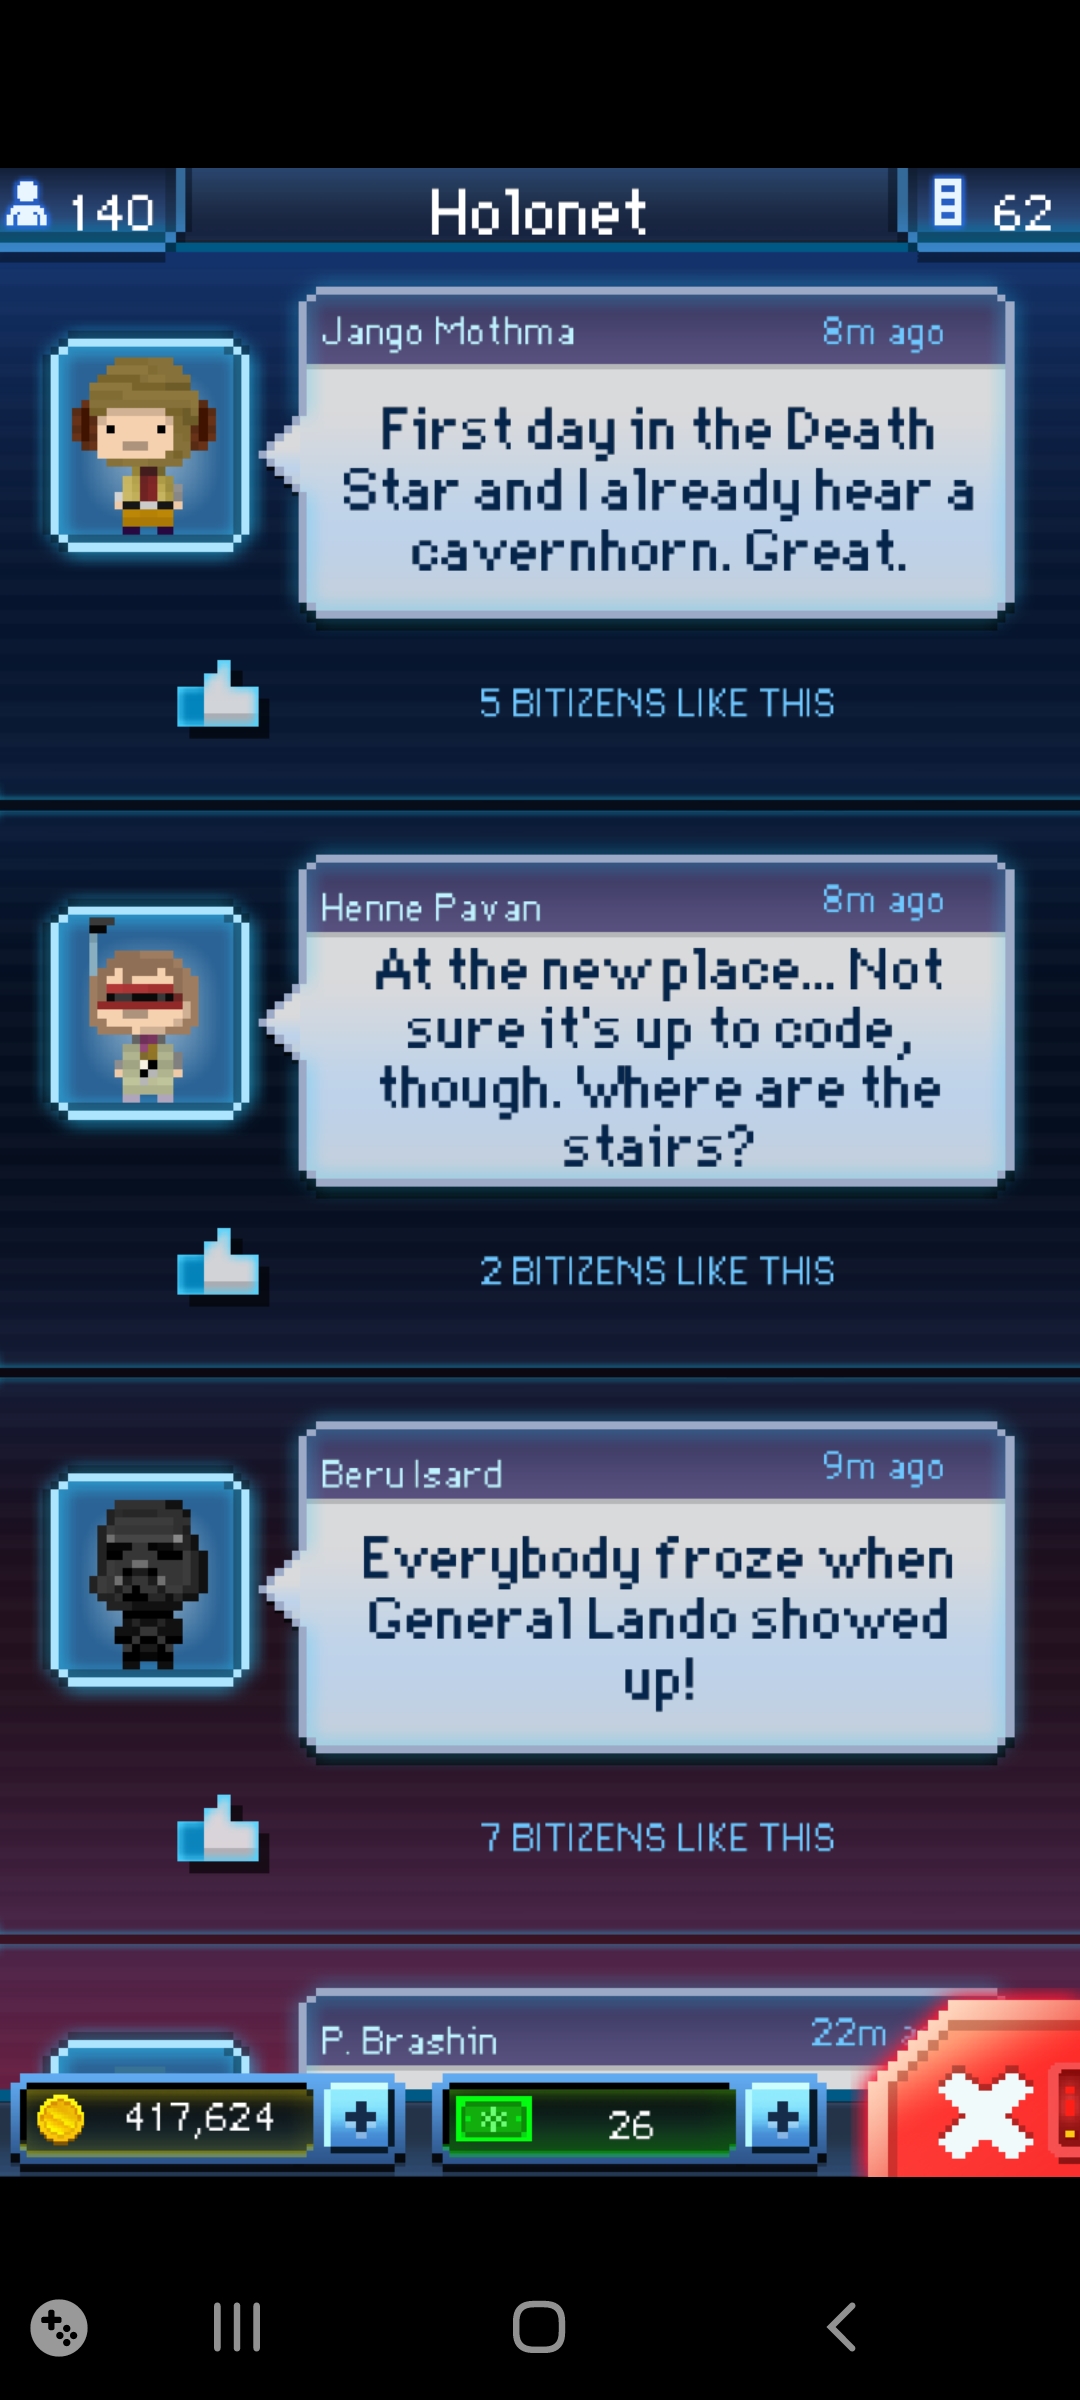 140
Holonet
62
Jango Mothma
8m ago
First day in the Death
Star and I already hear a
cavernhorn. Great.
5 BITIZENS LIKE THIS
Henne Pavan
8m ago
At the new place... Not
sure it's up to code,
though. Where are the
stairs?
2 BITIZENS LIKE THIS
Beru Isard
9m ago
Everybody froze when
General Lando showed
up!
7 BITIZENS LIKE THIS
P. Brashin
22m
417,624
26